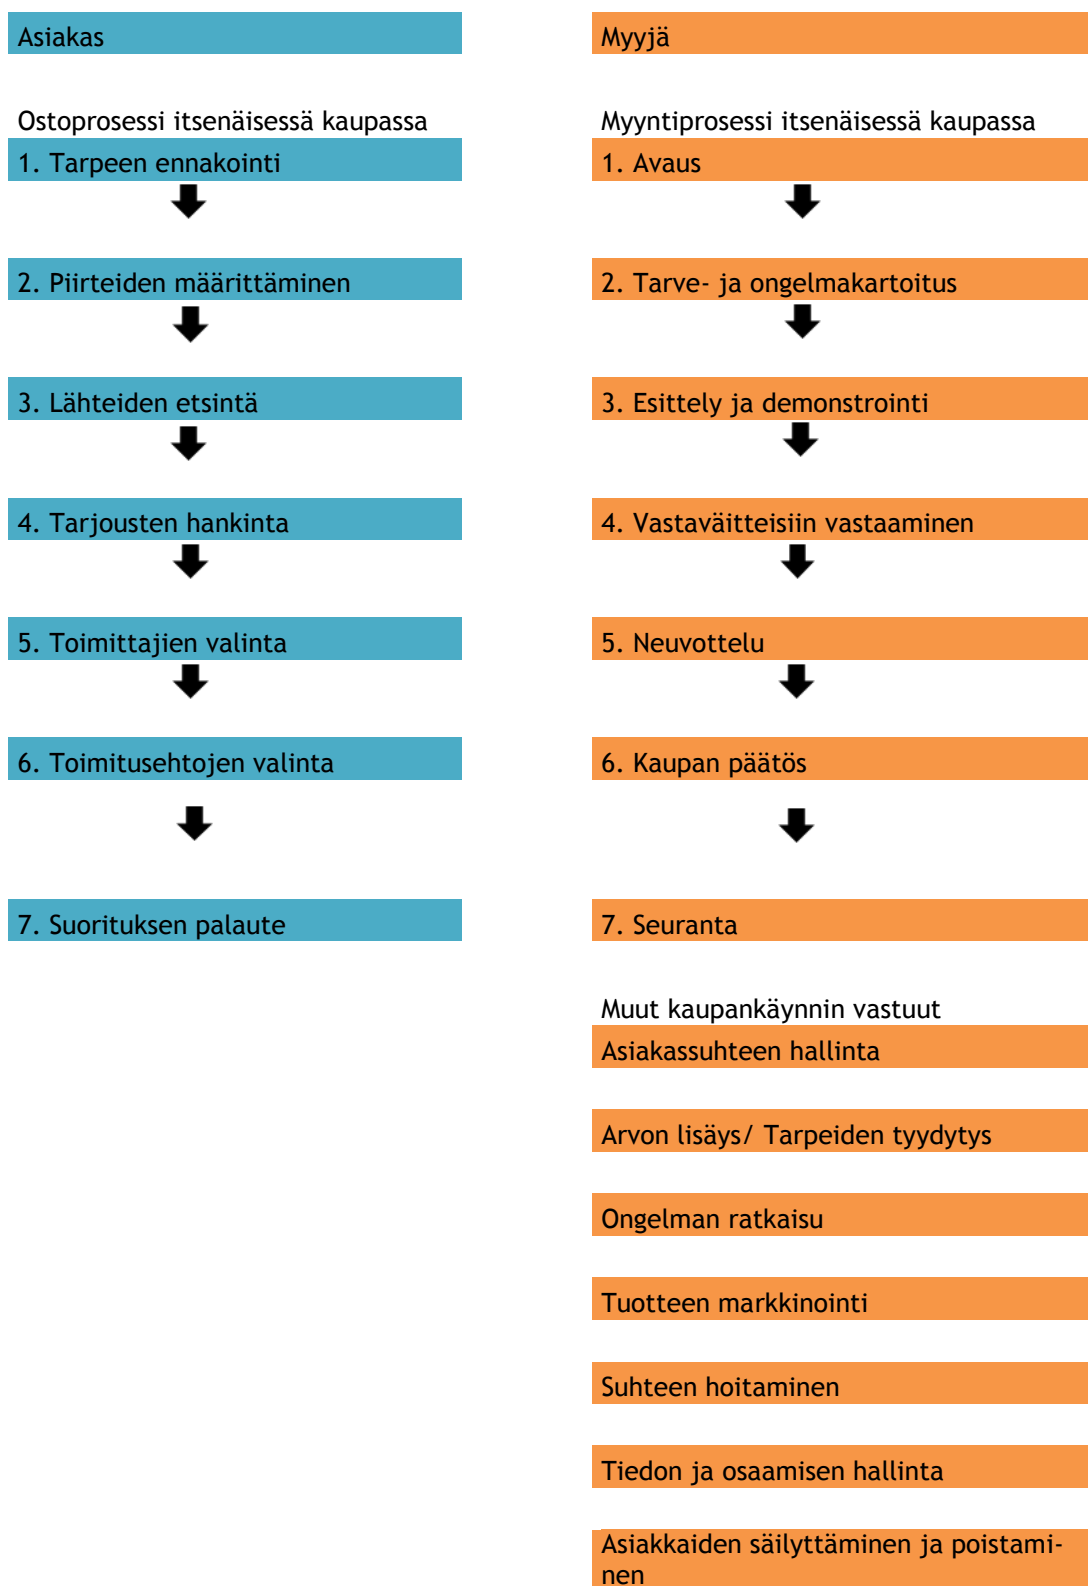 Asiakas
Ostoprosessi itsenäisessä kaupassa
1. Tarpeen ennakointi
2. Piirteiden määrittäminen
3. Lähteiden etsintä
4. Tarjousten hankinta
5. Toimittajien valinta
6. Toimitusehtojen valinta
7. Suorituksen palaute
Myyjä
Myyntiprosessi itsenäisessä kaupassa
1. Avaus
2. Tarve- ja ongelmakartoitus
3. Esittely ja demonstrointi
4. Vastaväitteisiin vastaaminen
5. Neuvottelu
6. Kaupan päätös
7. Seuranta
Muut kaupankäynnin vastuut
Asiakassuhteen hallinta
Arvon lisäys/ Tarpeiden tyydytys
Ongelman ratkaisu
Tuotteen markkinointi
Suhteen hoitaminen
Tiedon ja osaamisen hallinta
Asiakkaiden säilyttäminen ja poistami-
nen